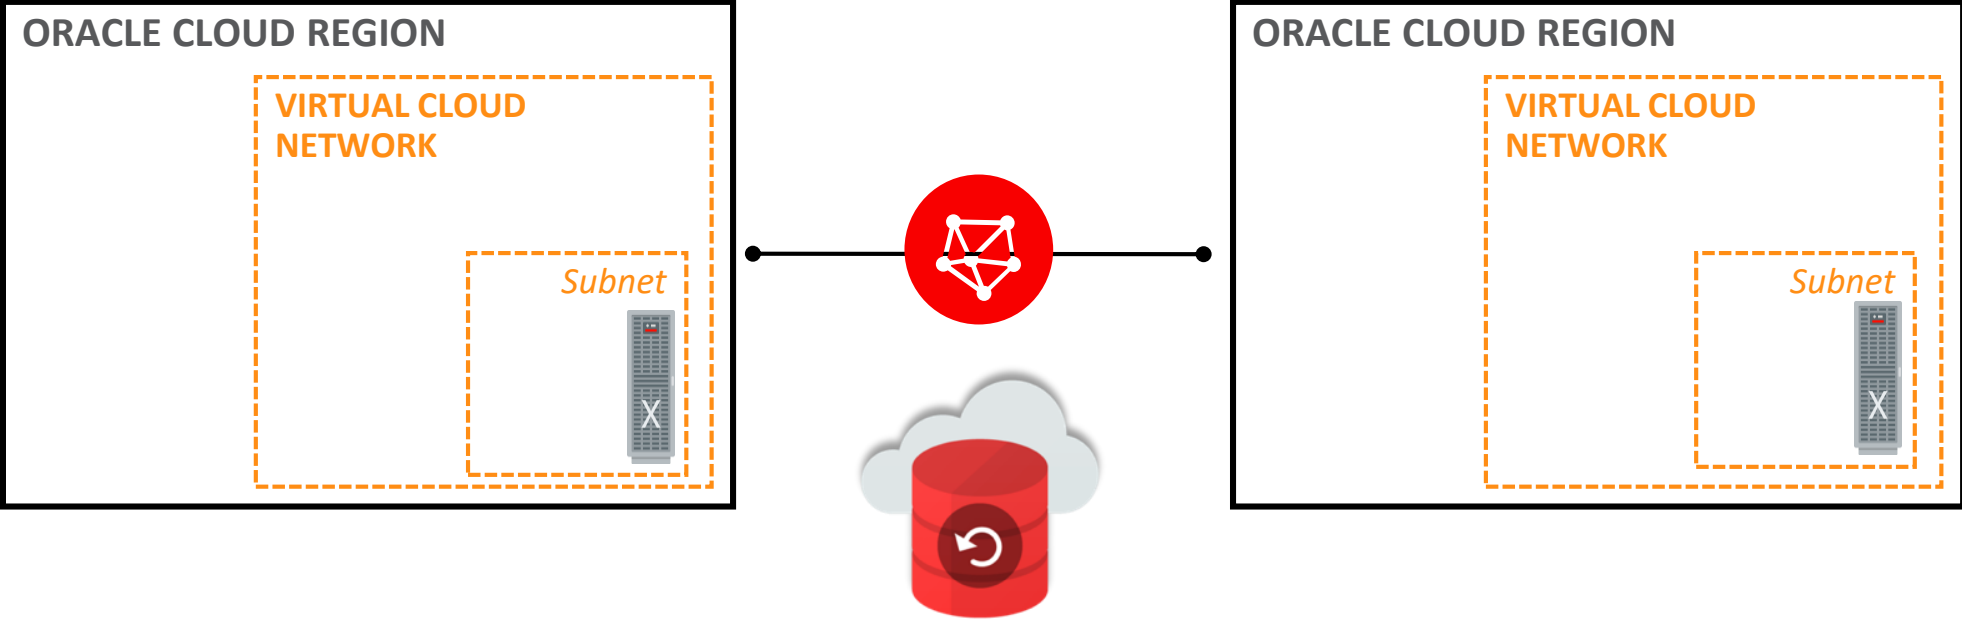 ORACLE CLOUD REGION
VIRTUAL CLOUD
NETWORK
Subnet
X
ORACLE CLOUD REGION
VIRTUAL CLOUD
NETWORK
Subnet
X